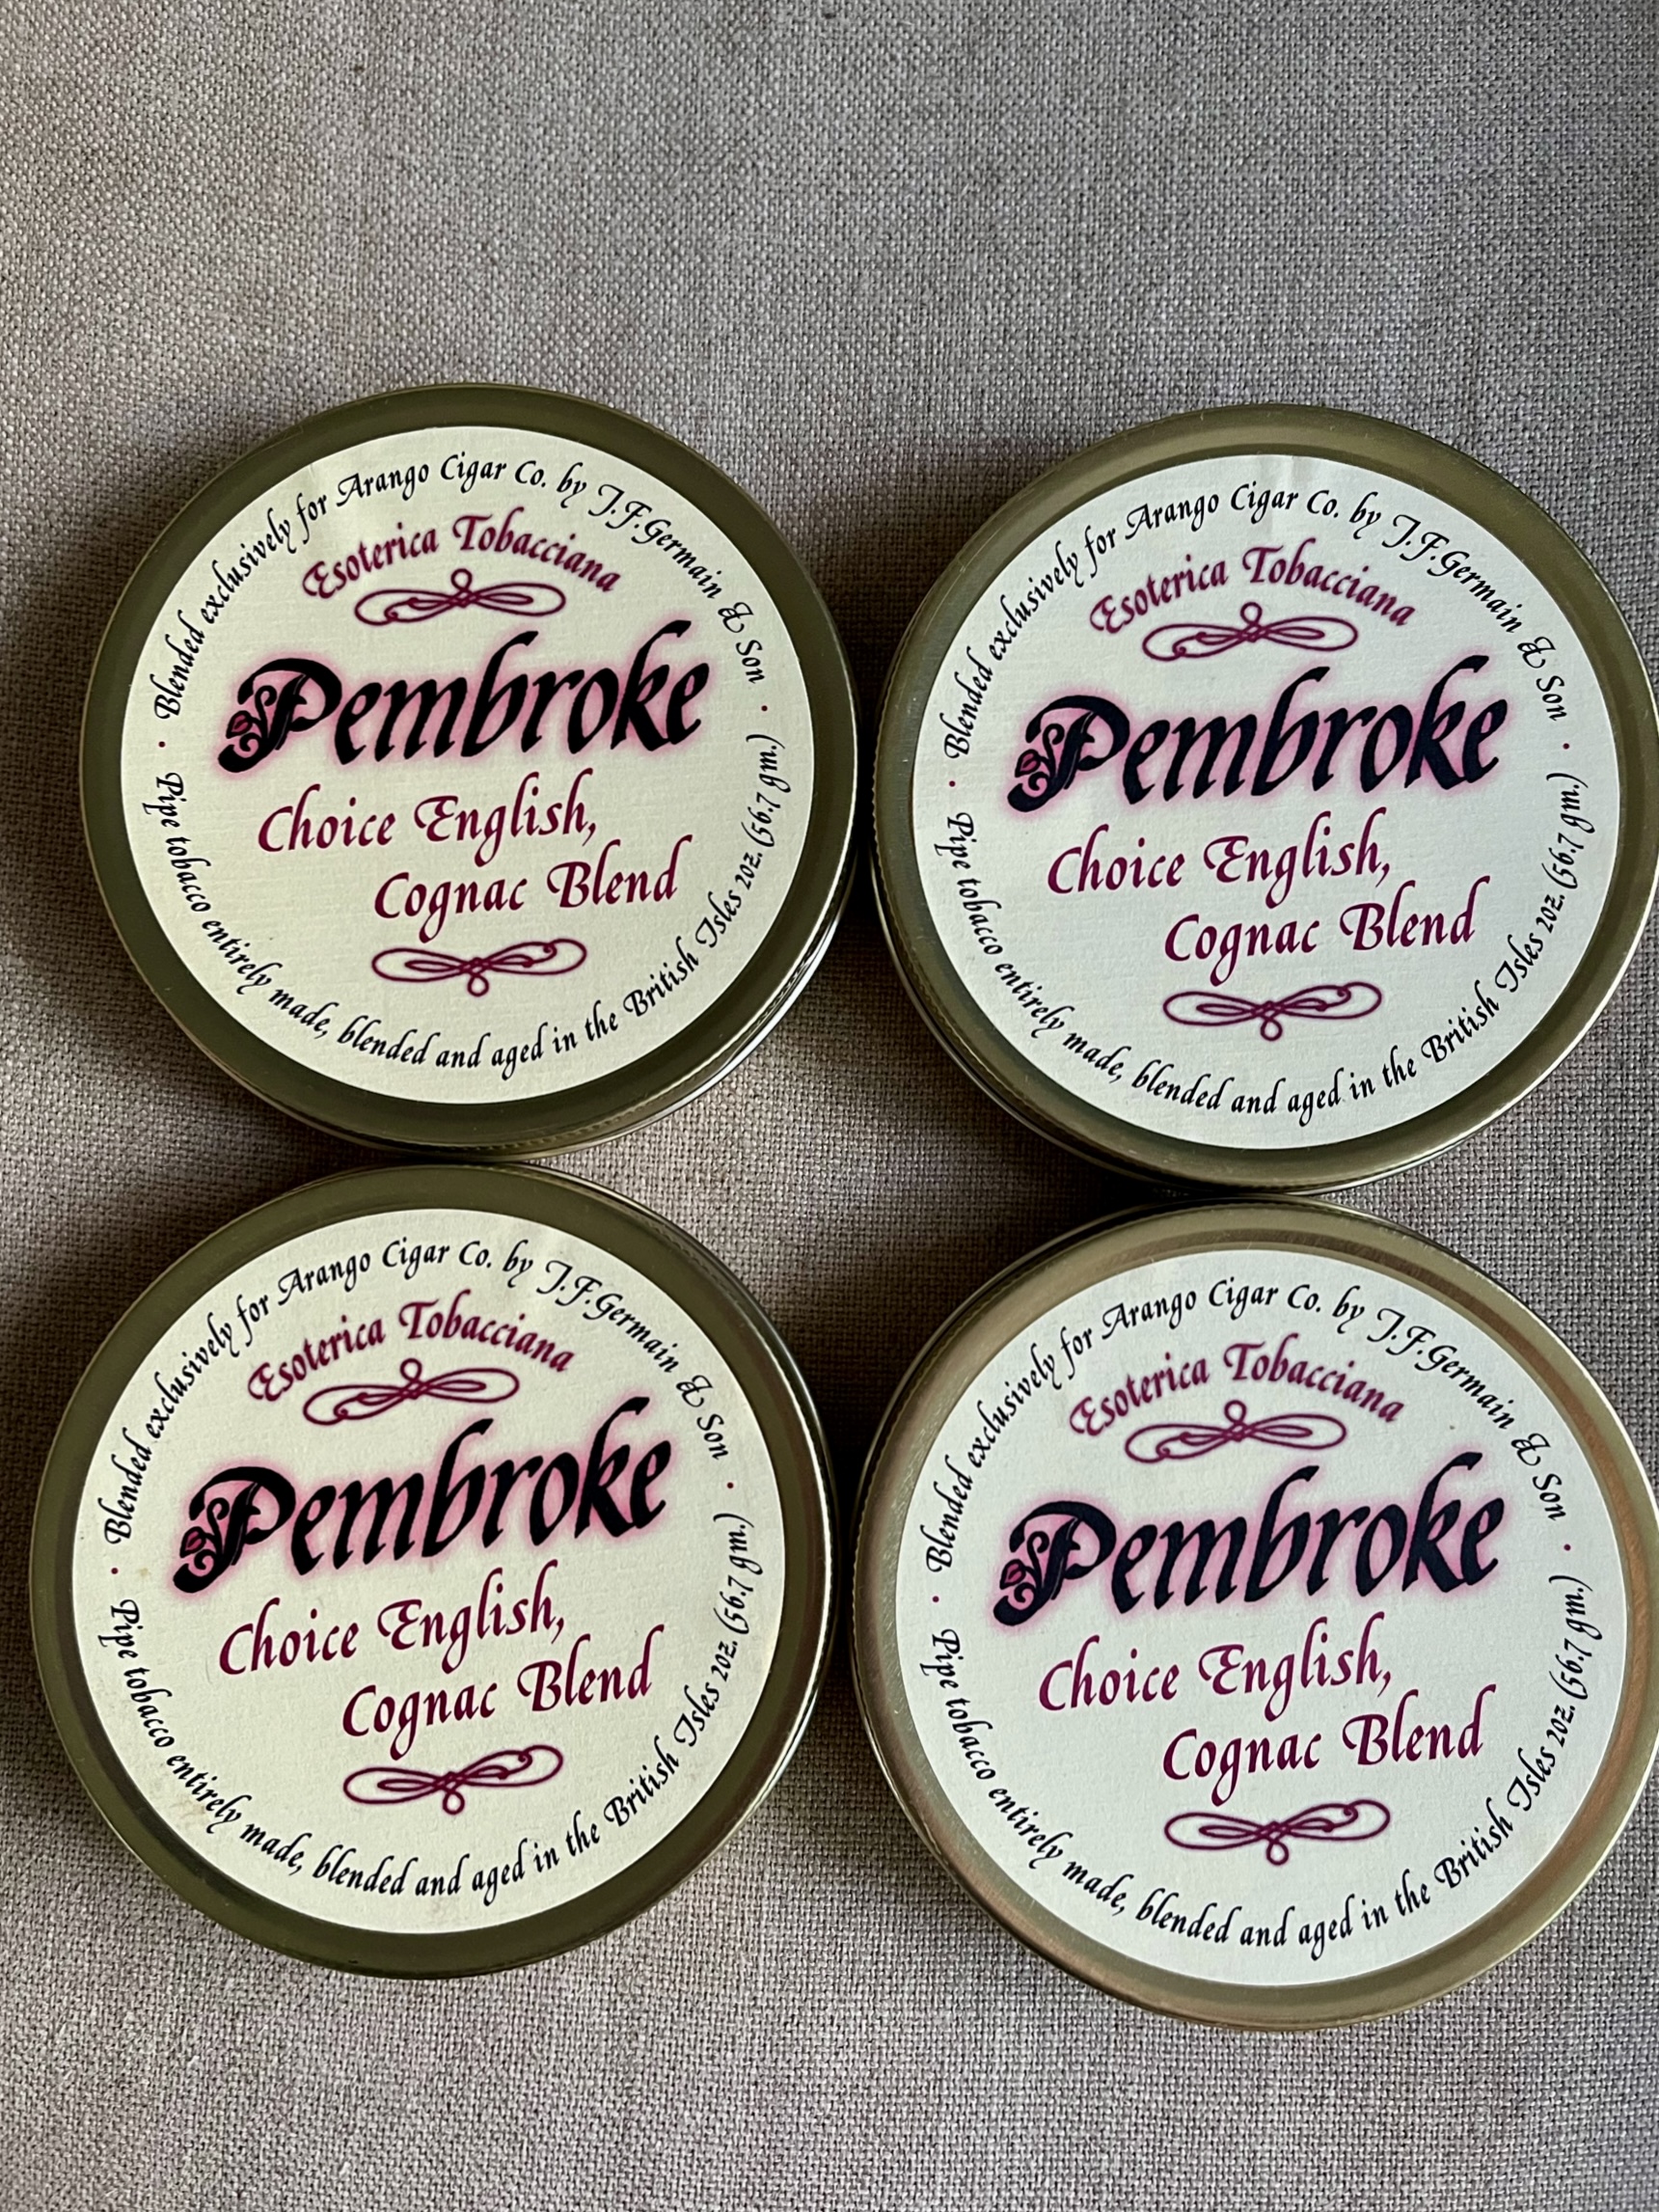 Blended exclusively for Arango Cigar Co. by J.F.Germain & Son
Esoterica Tobacciana
Pembroke
Choice English,
Cognac Blend
Pipe tobacco entirely made, blended and aged in the British Isles 2oz. (56.7 gm.)
Blended exclusively for Arango Cigar Co. by J.F.Germain & Son
Esoterica Tobacciana
Pembroke
Choice English,
Cognac Blend
Pipe tobacco entirely made, blended and aged in the British Isles 2oz. (56.7 gm.)
Blended exclusively for Arango Cigar Co. by J.F.Germain & Son
Esoterica Tobacciana
Pembroke
Choice English,
Cognac Blend
Pipe tobacco entirely made, blended and aged in the British Isles 2oz. (56.7 gm.)
Blended exclusively for Arango Cigar Co. by J.F.Germain & Son
Esoterica Tobacciana
Pembroke
Choice English,
Cognac Blend
Pipe tobacco entirely made, blended and aged in the British Isles 2oz. (56.7 gm.)